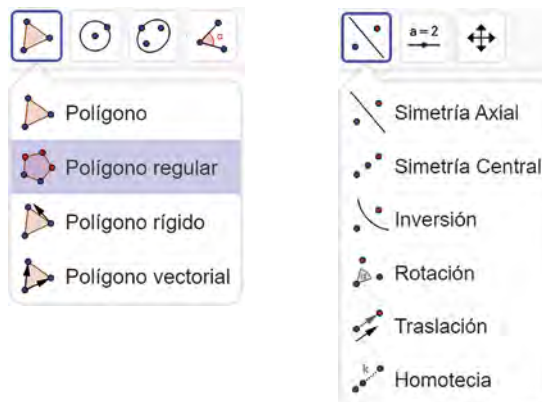 a = 2
Polígono
Polígono regular
Polígono rígido
Polígono vectorial
Simetría Axial
Simetría Central
Inversión
Rotación
Traslación
k
Homotecia